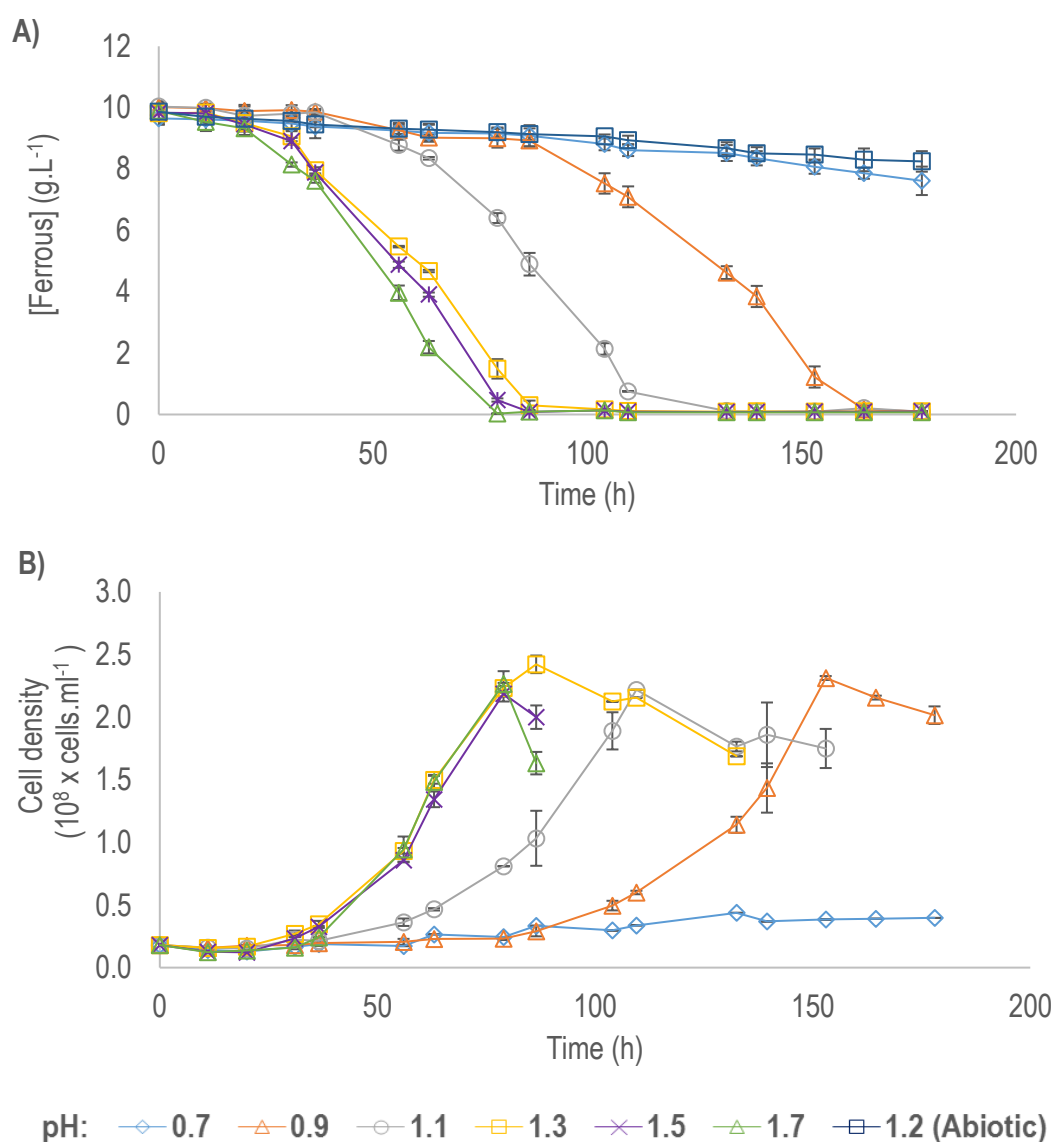 A)
12
10
8
6
4
2
0
[Ferrous] (g.L-1)
0 50 100 150 200
Time (h)
B)
3.0
2.5
2.0
1.5
1.0
0.5
0.0
Cell density
(10⁸ x cells.ml⁻¹)
0 50 100 150 200
Time (h)
pH: 0.7 0.9 1.1 1.3 1.5 1.7 1.2 (Abiotic)